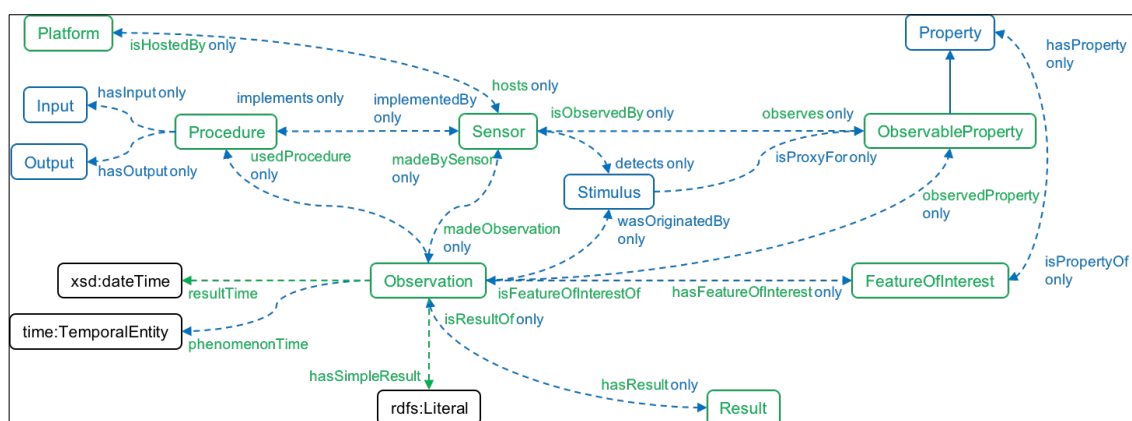 Platform
Property
isHostedBy only
hasProperty
only
hosts only
Input
hasInput only
implements only
implementedBy
only
isObservedBy only
observes only
Procedure
Sensor
ObservableProperty
Output
hasOutput only
usedProcedure
only
madeBySensor
only
detects only
isProxyFor only
Stimulus
observedProperty
only
madeObservation
only
wasOriginatedBy
only
isPropertyOf
only
xsd:dateTime
resultTime
Observation
isFeatureOfInterestOf
hasFeatureOfInterest only
FeatureOfInterest
isResultOf only
time:TemporalEntity
phenomenonTime
hasSimpleResult
hasResult only
rdfs:Literal
Result